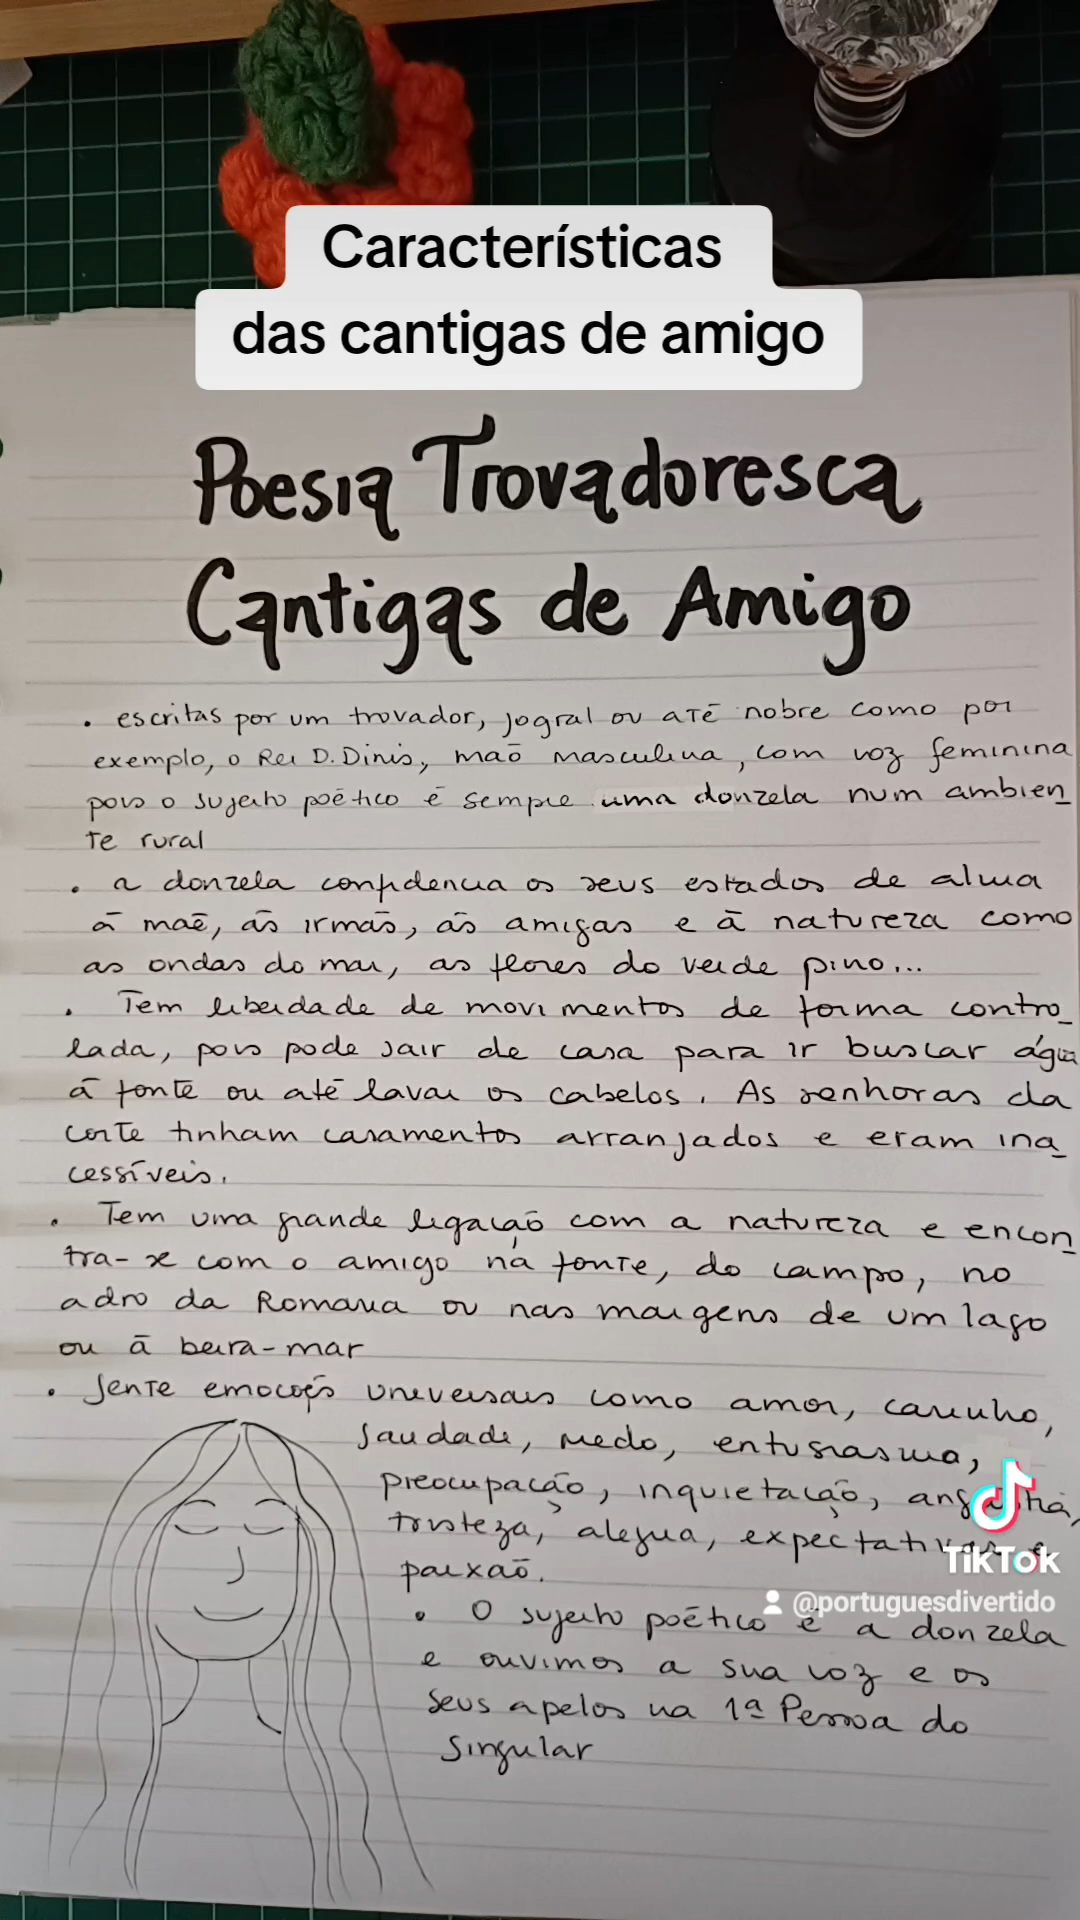 Características
das cantigas de amigo
Poesia Trovadoresca
Cantigas de Amigo
• escritas por um trovador, jogral ou até nobre como por
exemplo, o Rei D. Dinis, maõ masculina, com voz feminina
pois o sujeito poético é sempre uma donzela num ambien_
te rural
• a donzela confidencia os seus estados de alma
à maẽ, às irmãs, às amigas e à natureza como
as ondas do mar, as flores do verde pino...
• Tem liberdade de movimentos de forma contro_
lada, pois pode sair de casa para ir buscar água
à fonte ou até lavar os cabelos. As senhoras da
corte tinham casamentos arranjados e eram ina_
cessíveis.
• Tem uma grande ligaçaõ com a natureza e encon_
tra-se com o amigo na fonte, do campo, no
adro da Romaria ou nas margens de um lago
ou à beira-mar
• Sente emoçoẽs universais como amor, carinho,
saudade, medo, entusiasmo,
preocupação, inquietação, angústia,
tristeza, alegria, expectativas e
paixaõ.
• O sujeito poético é a donzela
e ouvimos a sua voz e os
seus apelos na 1ª Pessoa do
Singular
TikTok
@portuguesdivertido